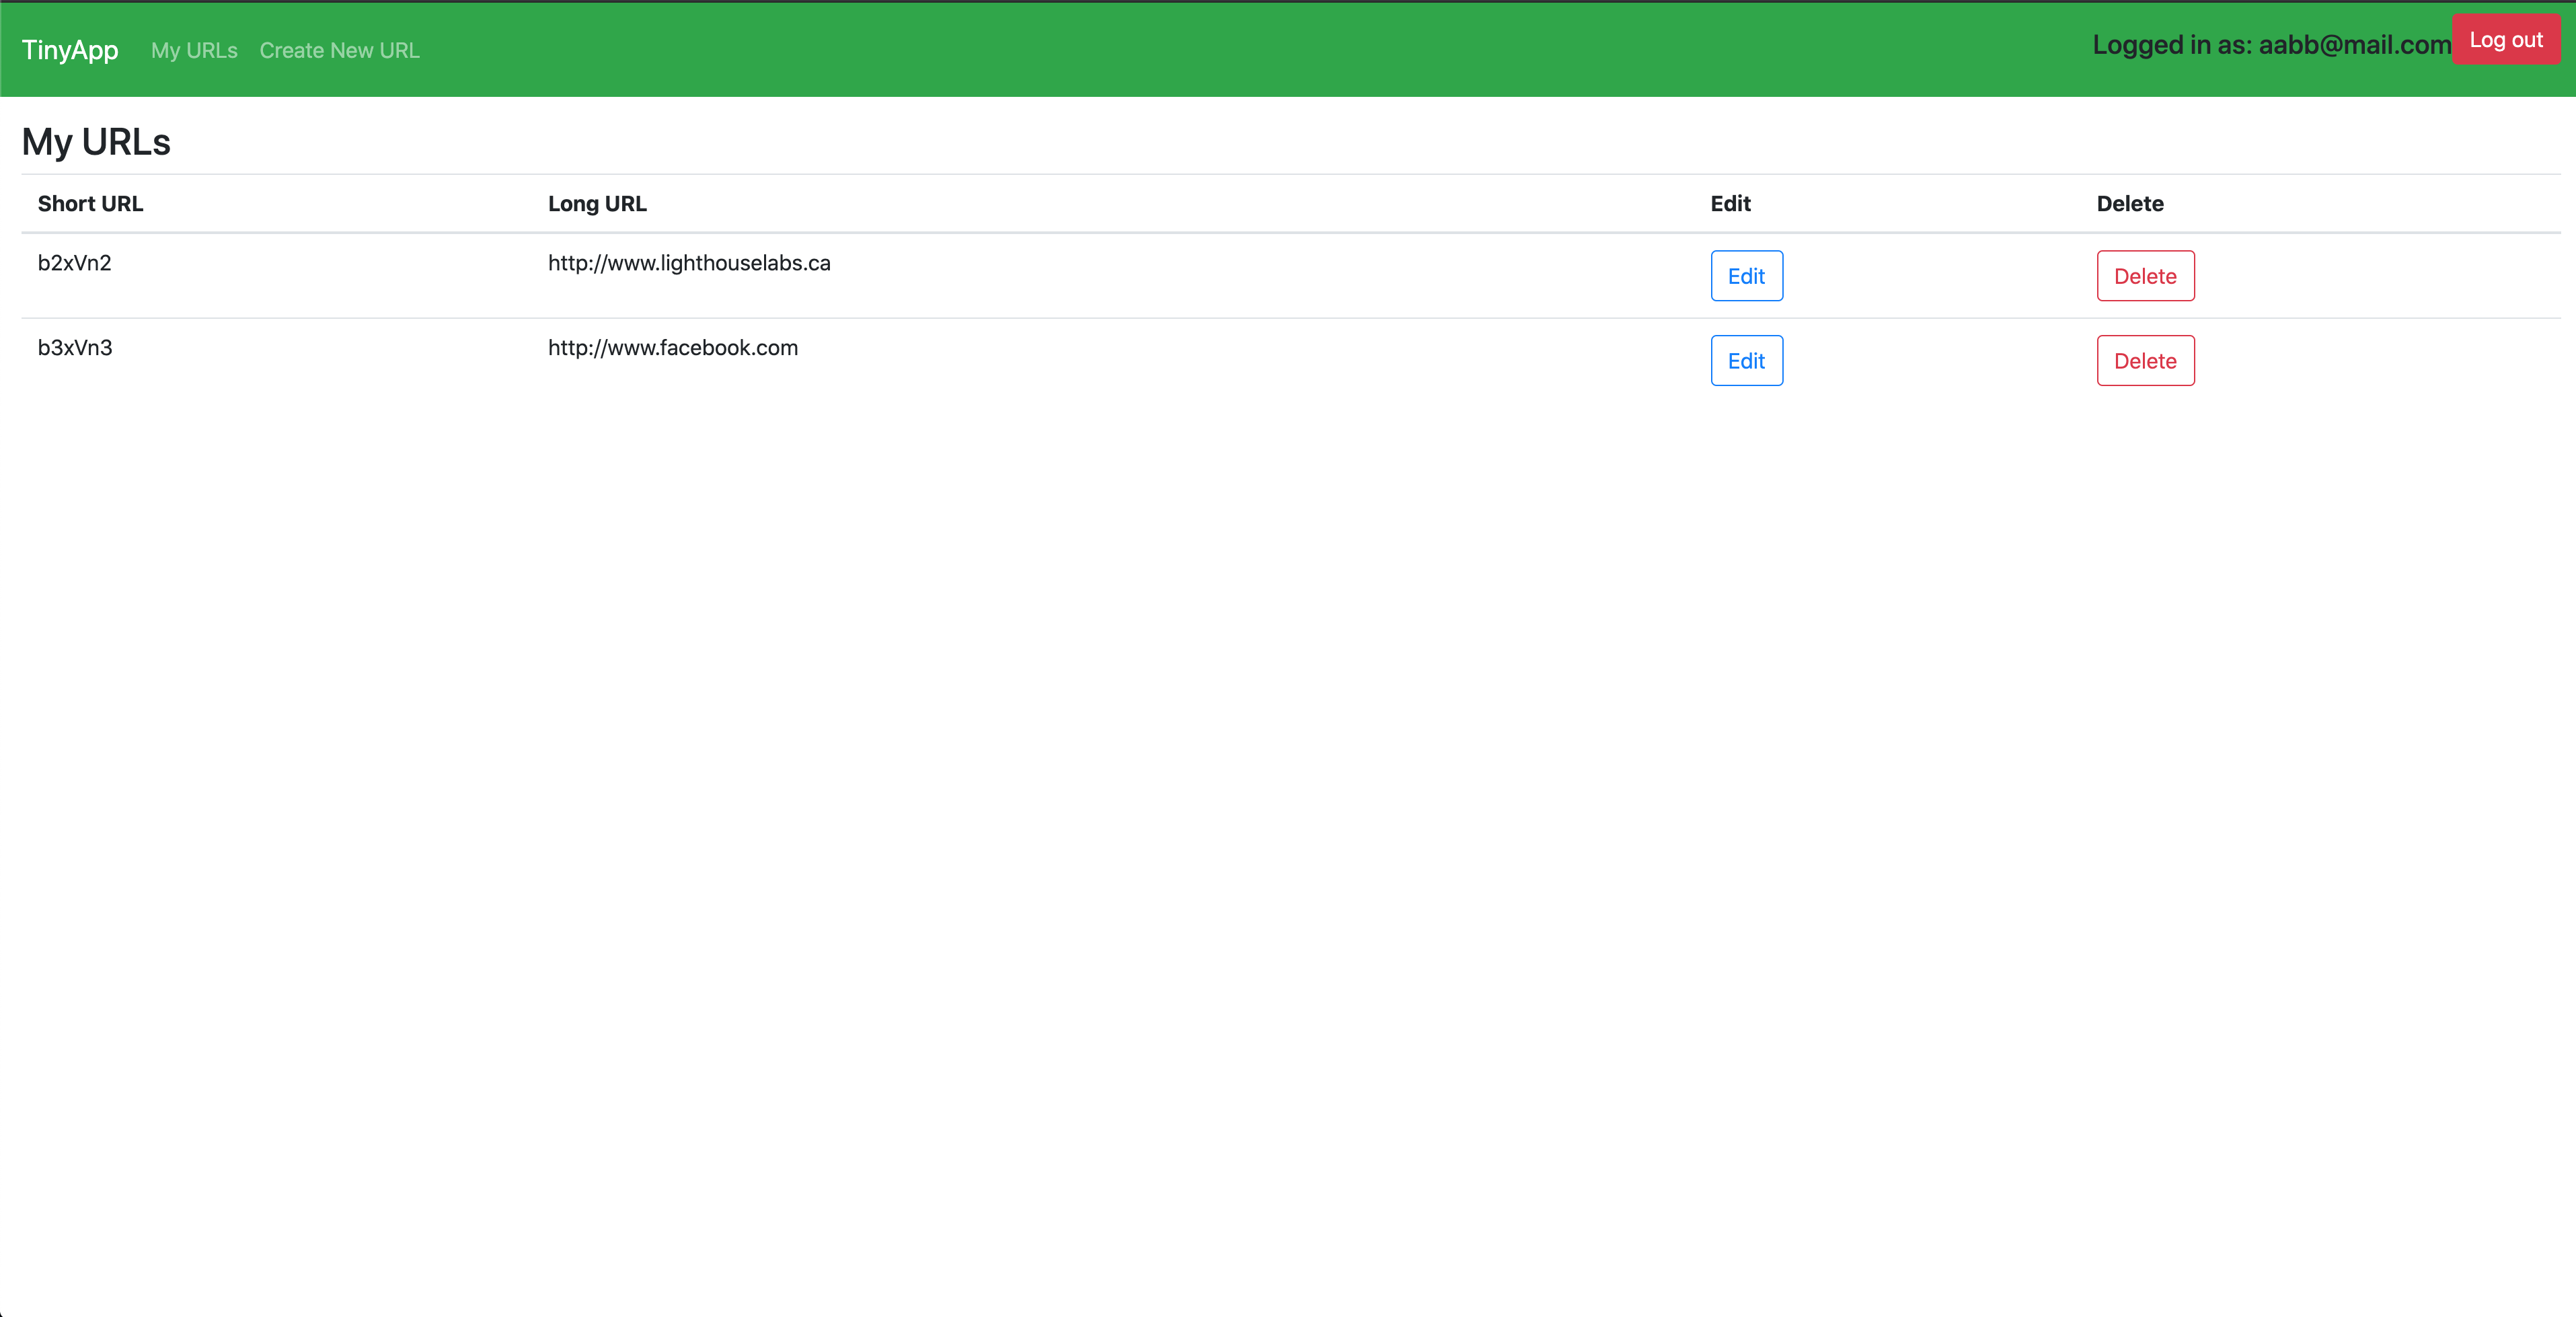 TinyApp My URLs Create New URL Logged in as: aabb@mail.com Log out
My URLs
Short URL Long URL Edit Delete
b2xVn2 http://www.lighthouselabs.ca Edit Delete
b3xVn3 http://www.facebook.com Edit Delete